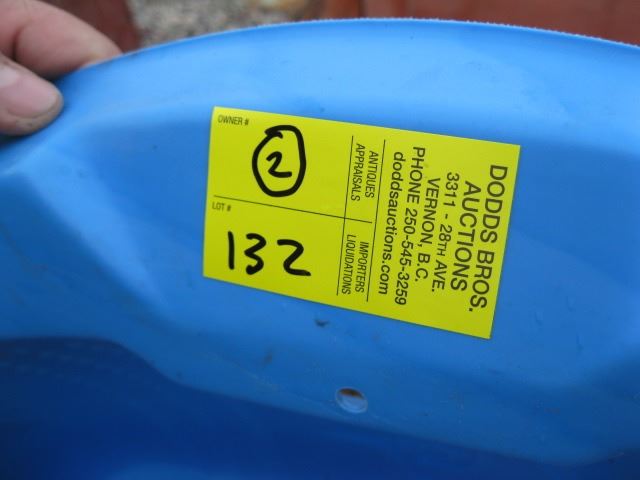 OWNER #
2
LOT #
132
ANTIQUES
APPRAISALS
IMPORTERS
LIQUIDATIONS
DODDS BROS.
AUCTIONS
3311 - 28TH AVE.
VERNON, B.C.
PHONE 250-545-3259
doddsauctions.com